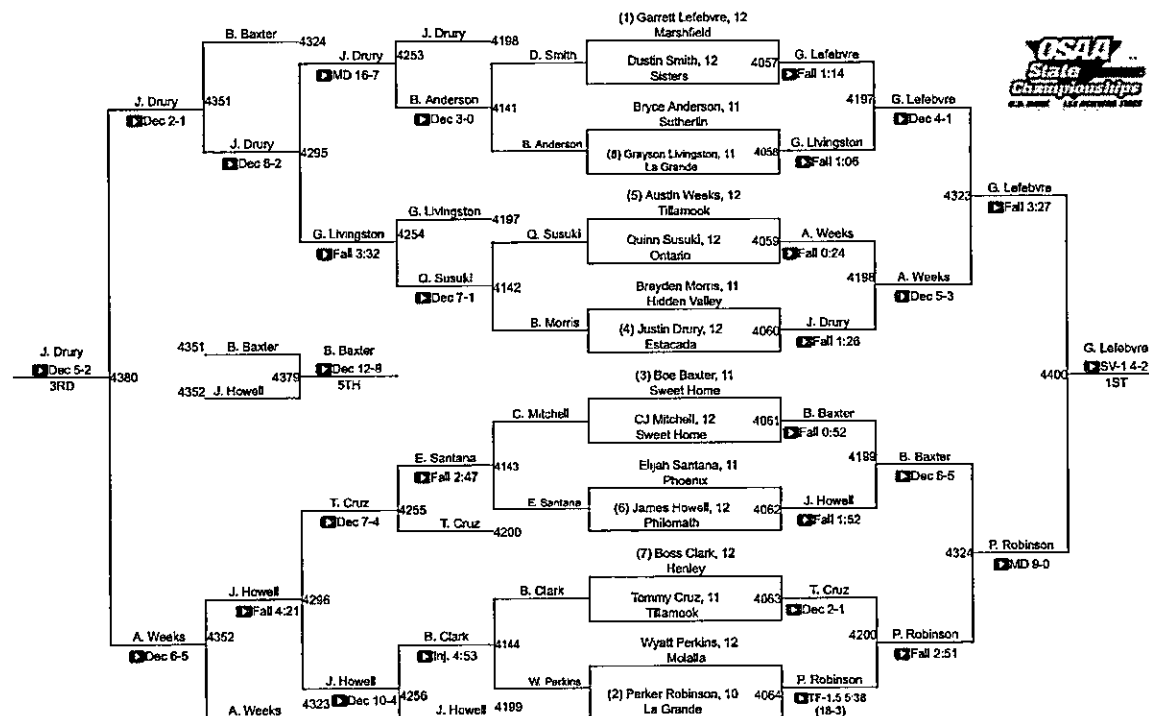 (1) Garrett Lefebvre, 12
Marshfield
B. Baxter
4324
J. Drury
4198
D. Smith
Dustin Smith, 12
Sisters
4057
G. Lefebvre
Fall 1:14
OSAA
State
Championships
J. Drury
MD 16-7
4253
4197
G. Lefebvre
Dec 4-1
J. Drury
Dec 2-1
4351
B. Anderson
Dec 3-0
4141
Bryce Anderson, 11
Sutherlin
J. Drury
Dec 8-2
4295
B. Anderson
(8) Grayson Livingston, 11
La Grande
4058
G. Livingston
Fall 1:06
4323
G. Lefebvre
Fall 3:27
(5) Austin Weeks, 12
Tillamook
G. Livingston
4197
G. Livingston
Fall 3:32
4254
Q. Susuki
Quinn Susuki, 12
Ontario
4059
A. Weeks
Fall 0:24
Q. Susuki
Dec 7-1
4142
4198
A. Weeks
Dec 5-3
Brayden Morris, 11
Hidden Valley
B. Morris
(4) Justin Drury, 12
Estacada
4060
J. Drury
Fall 1:26
J. Drury
Dec 5-2
3RD
4380
4351
B. Baxter
4352
J. Howell
4379
B. Baxter
Dec 12-8
5TH
4400
G. Lefebvre
SV-1 4-2
1ST
(3) Boe Baxter, 11
Sweet Home
C. Mitchell
CJ Mitchell, 12
Sweet Home
4061
B. Baxter
Fall 0:52
E. Santana
Fall 2:47
4143
4199
B. Baxter
Dec 6-5
Elijah Santana, 11
Phoenix
T. Cruz
Dec 7-4
4255
E. Santana
(6) James Howell, 12
Philomath
4062
J. Howell
Fall 1:52
T. Cruz
4200
4324
P. Robinson
MD 9-0
(7) Boss Clark, 12
Henley
J. Howell
Fall 4:21
4296
B. Clark
Tommy Cruz, 11
Tillamook
4063
T. Cruz
Dec 2-1
A. Weeks
Dec 6-5
4352
B. Clark
Inj. 4:53
4144
4200
P. Robinson
Fall 2:51
Wyatt Perkins, 12
Molalla
J. Howell
Dec 10-4
4256
W. Perkins
(2) Parker Robinson, 10
La Grande
4064
P. Robinson
TF-1.5 5:38
(18-3)
A. Weeks
4323
J. Howell
4199